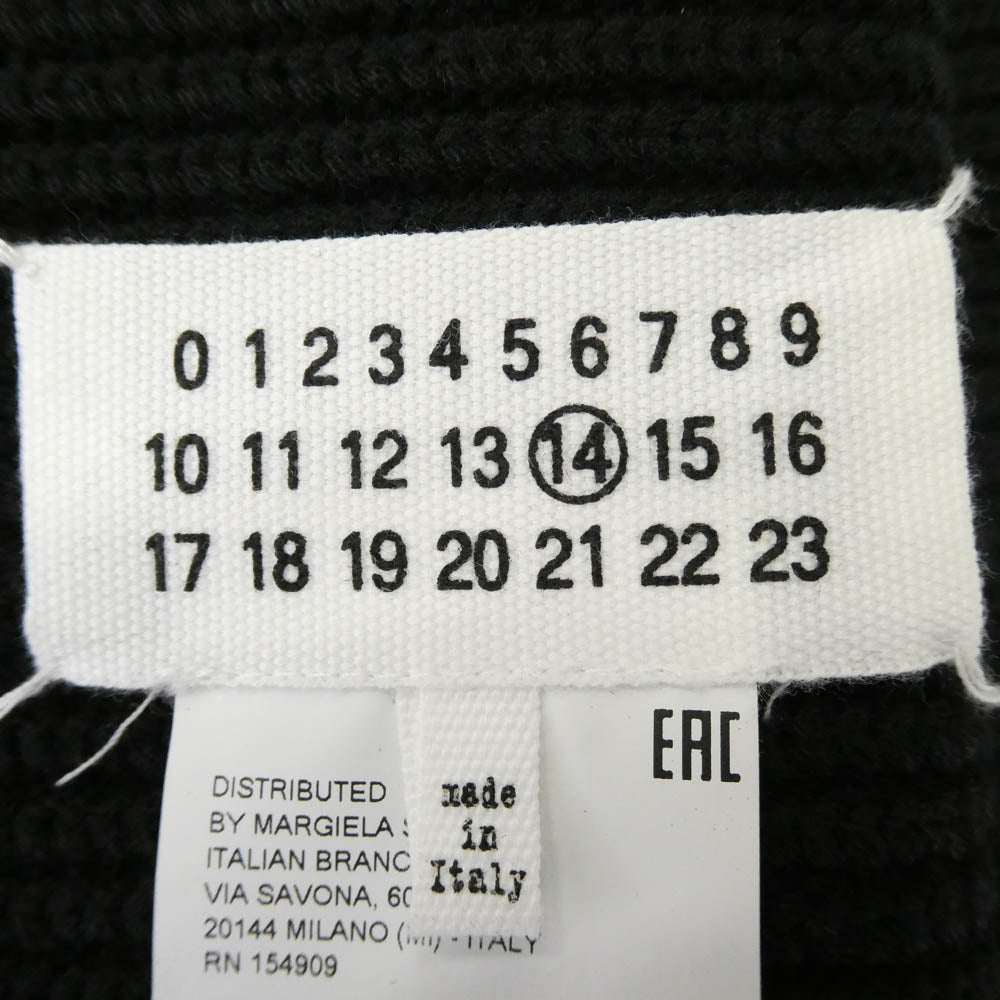 0 1 2 3 4 5 6 7 8 9
10 11 12 13 14 15 16
17 18 19 20 21 22 23
EAC
made
in
Italy
DISTRIBUTED
BY MARGIELA
ITALIAN
VIA SAVONA,
20144 MILANO (MI) - ITALY
RN 154909